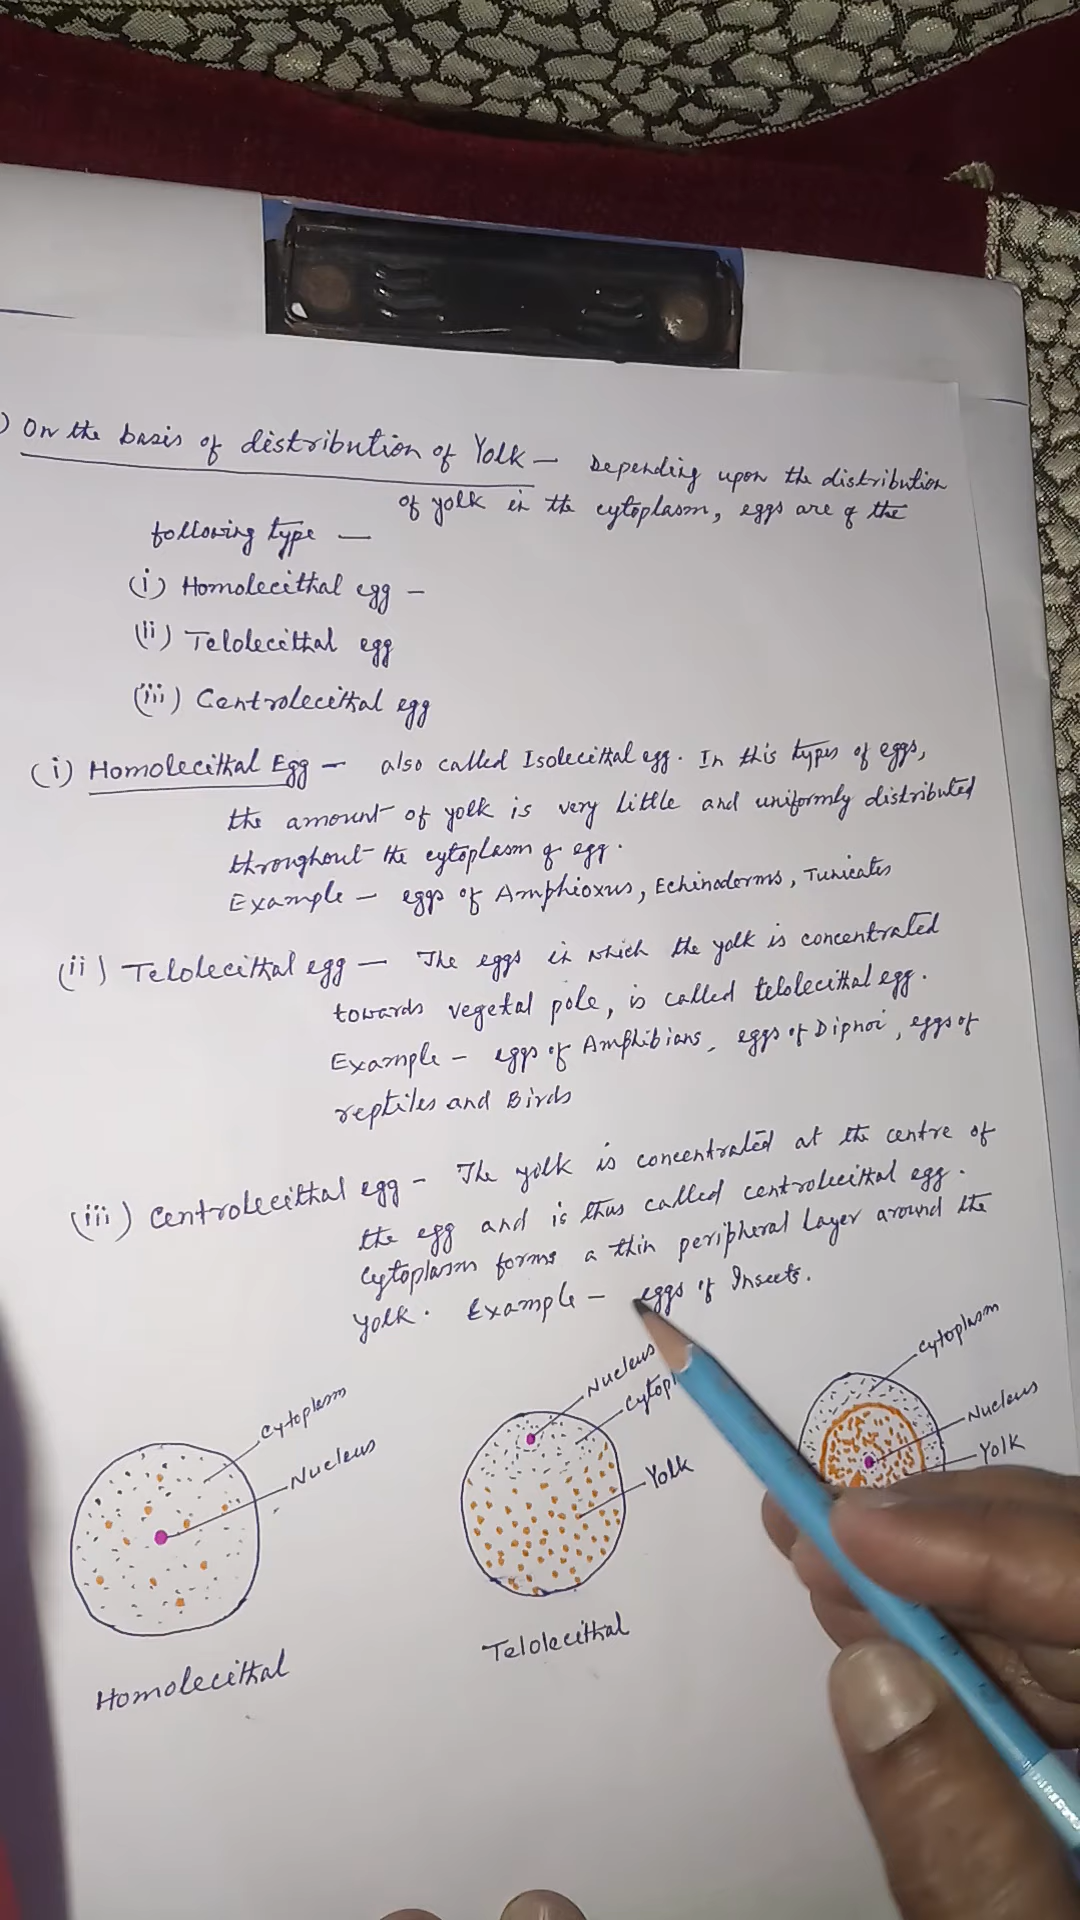 ) On the basis of distribution of Yolk — Depending upon the distribution
of yolk in the cytoplasm, eggs are of the
following type —
(i) Homolecithal egg —
(ii) Telolecithal egg
(iii) Centrolecithal egg
(i) Homolecithal Egg — also called Isolecithal egg. In this types of eggs,
the amount of yolk is very little and uniformly distributed
throughout the cytoplasm of egg.
Example — eggs of Amphioxus, Echinoderms, Tunicates
(ii) Telolecithal egg — The eggs in which the yolk is concentrated
towards vegetal pole, is called telolecithal egg.
Example — eggs of Amphibians, eggs of Dipnoi, eggs of
reptiles and Birds
(iii) Centrolecithal egg — The yolk is concentrated at the centre of
the egg and is thus called centrolecithal egg.
Cytoplasm forms a thin peripheral layer around the
yolk. Example — eggs of Insects.
Cytoplasm
Nucleus
Homolecithal
Nucleus
Cytopl
Yolk
Telolecithal
Cytoplasm
Nucleus
Yolk